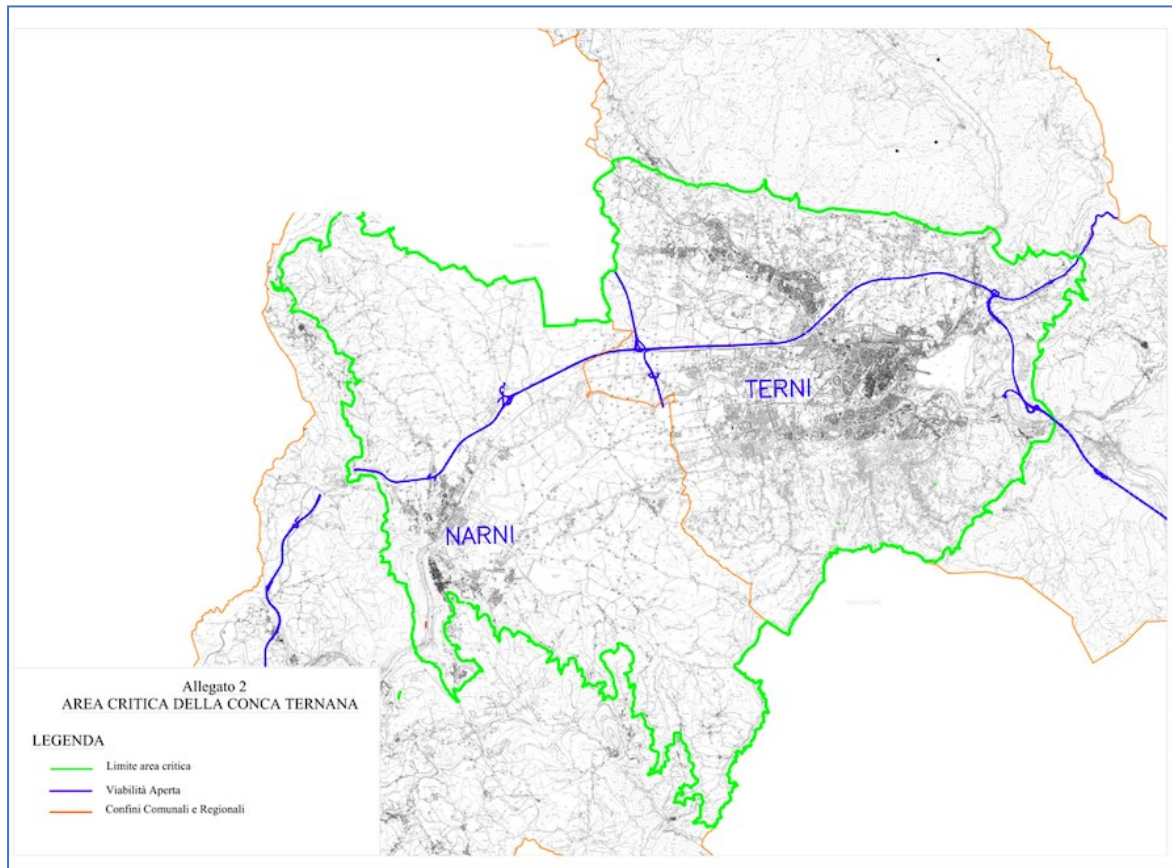 TERNI
NARNI
Allegato 2
AREA CRITICA DELLA CONCA TERNANA
LEGENDA
Limite area critica
Viabilità Aperta
Confini Comunali e Regionali